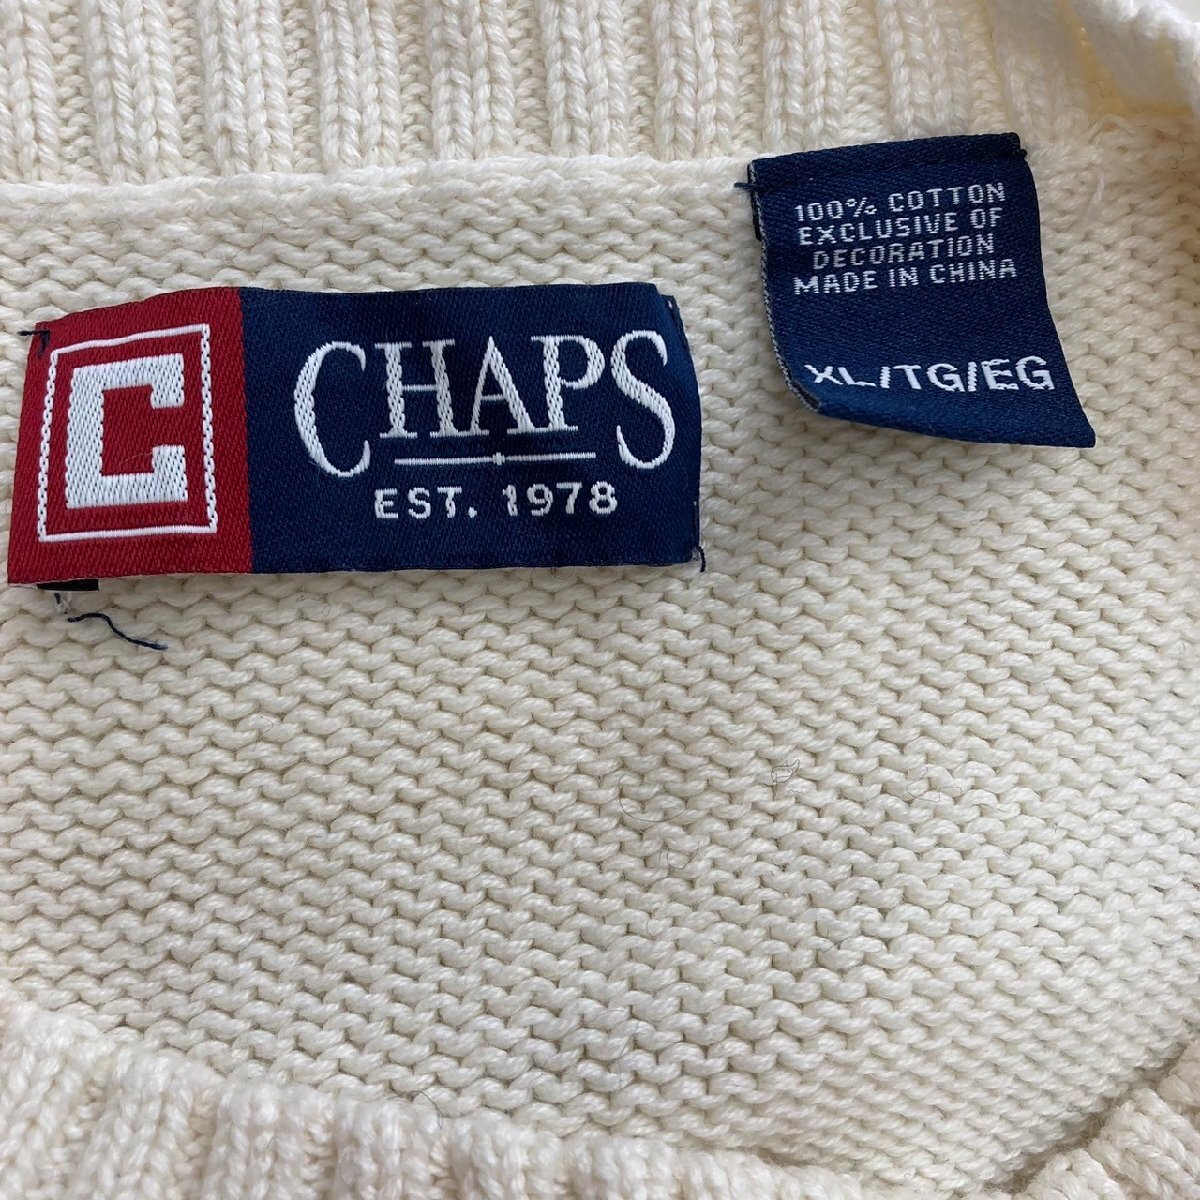 C
CHAPS
EST. 1978
100% COTTON
EXCLUSIVE OF
DECORATION
MADE IN CHINA
XL/TG/EG